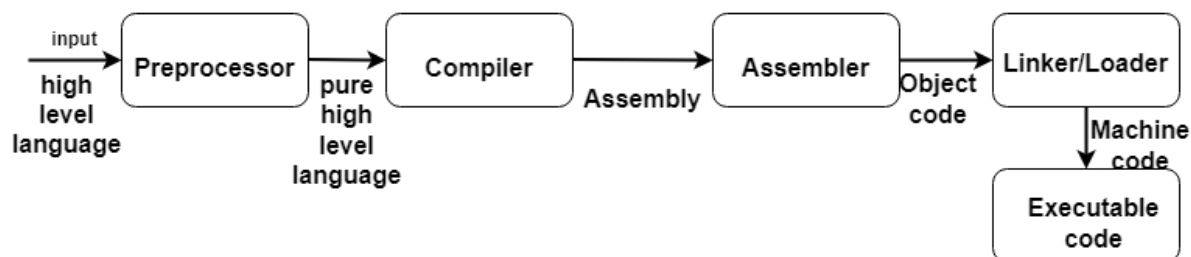 input
high
level
language
Preprocessor
pure
high
level
language
Compiler
Assembly
Assembler
Object
code
Linker/Loader
Machine
code
Executable
code